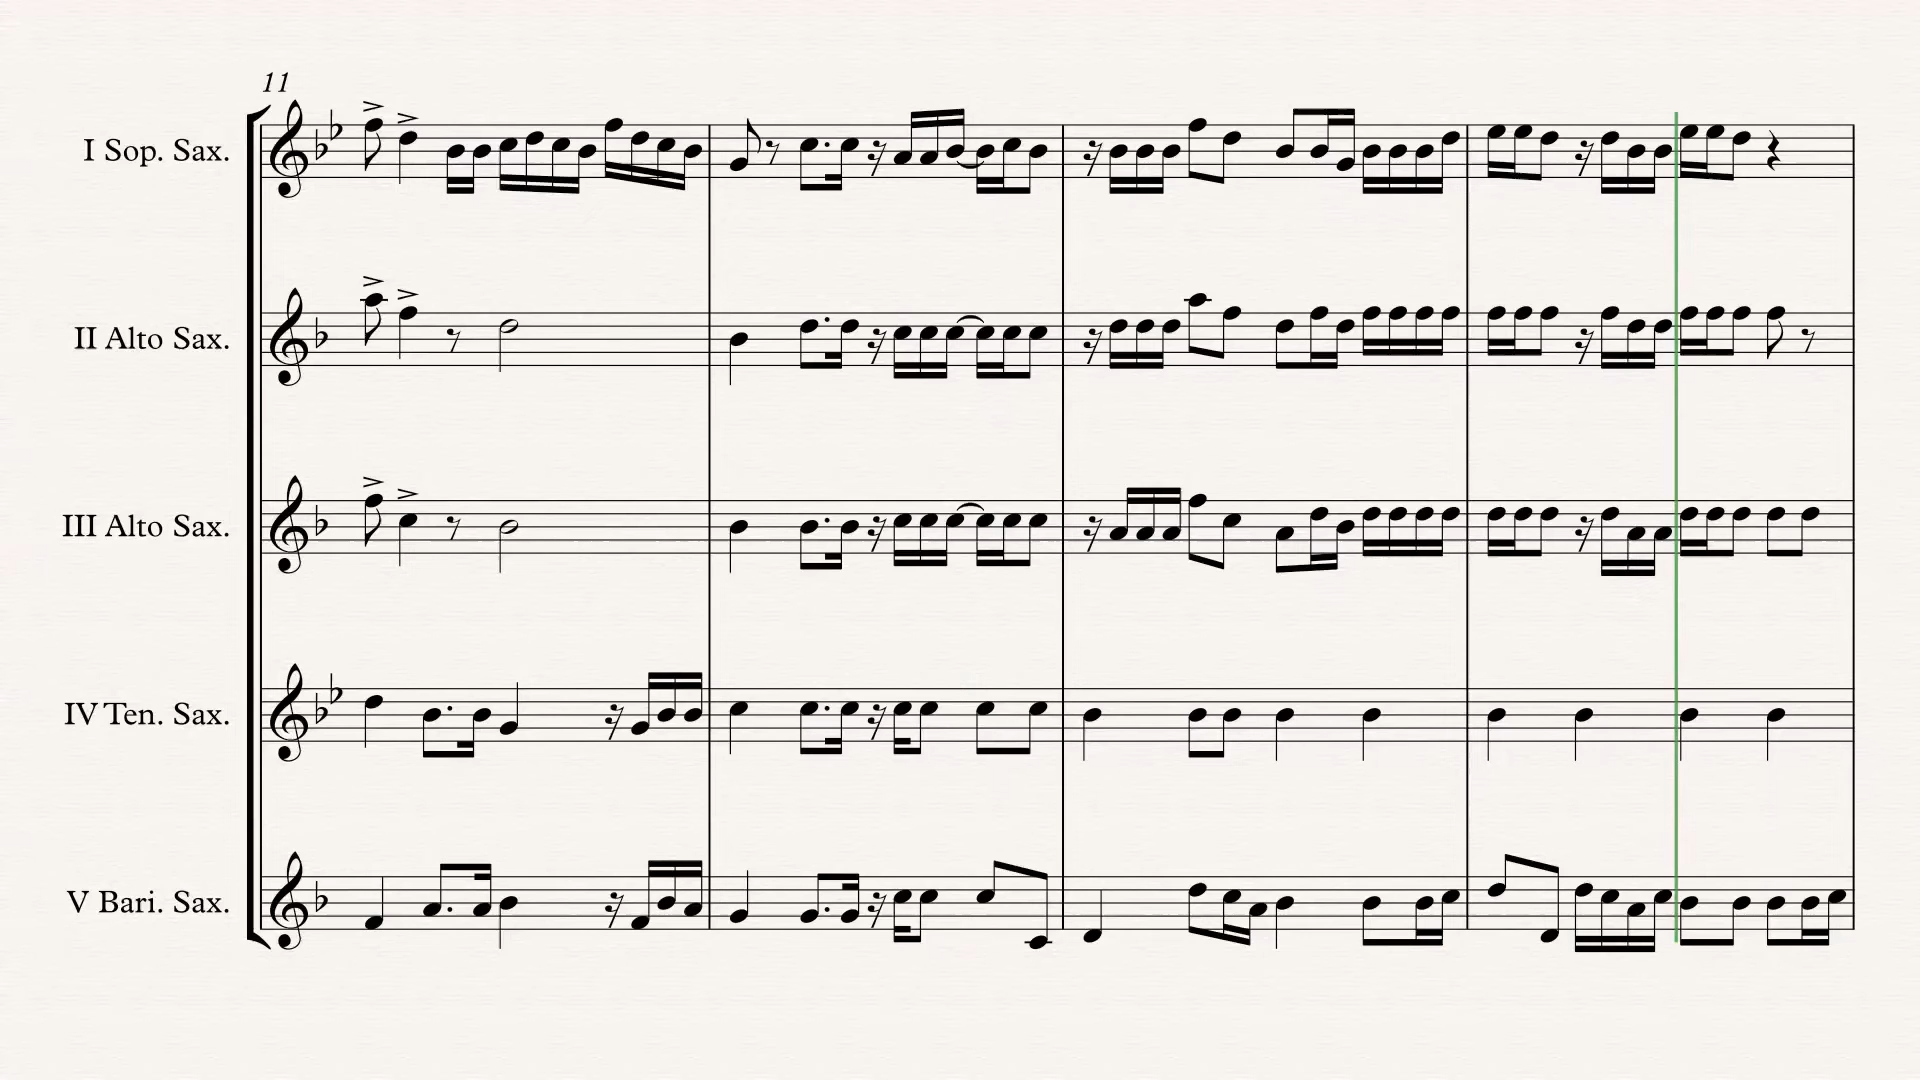 11
I Sop. Sax.
II Alto Sax.
III Alto Sax.
IV Ten. Sax.
V Bari. Sax.